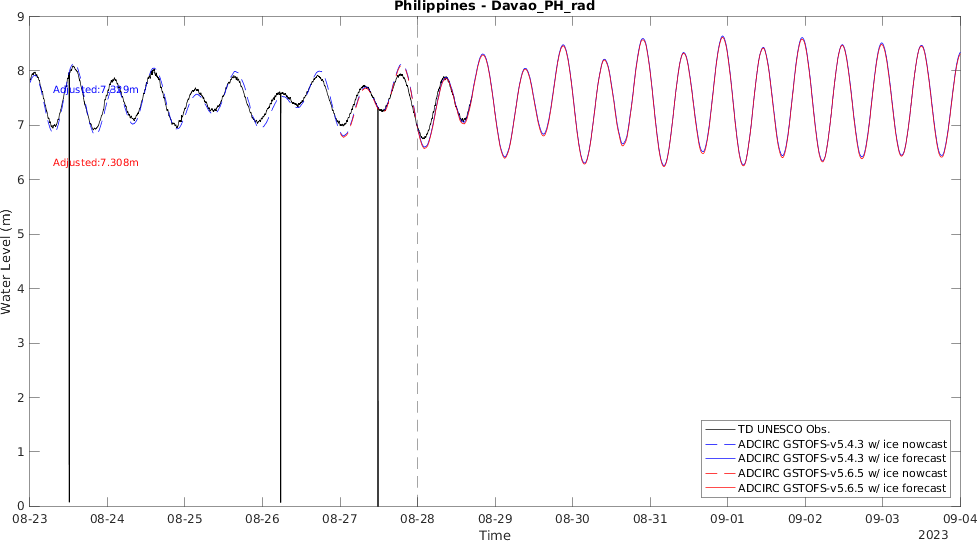 Philippines - Davao_PH_rad
9
8
7
6
5
4
3
2
1
0
Water Level (m)
Adjusted:7.329m
Adjusted:7.308m
TD UNESCO Obs.
ADCIRC GSTOFS-v5.4.3 w/ ice nowcast
ADCIRC GSTOFS-v5.4.3 w/ ice forecast
ADCIRC GSTOFS-v5.6.5 w/ ice nowcast
ADCIRC GSTOFS-v5.6.5 w/ ice forecast
08-23 08-24 08-25 08-26 08-27 08-28 08-29 08-30 08-31 09-01 09-02 09-03 09-04
Time
2023